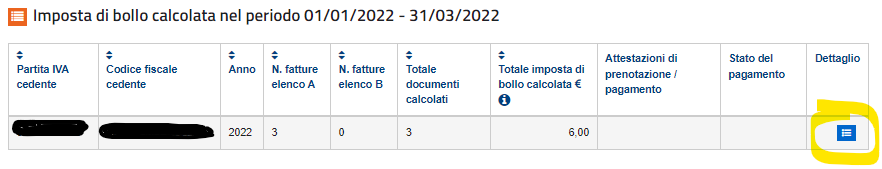 Imposta di bollo calcolata nel periodo 01/01/2022 - 31/03/2022
Partita IVA
cedente
Codice fiscale
cedente
Anno
N. fatture
elenco A
N. fatture
elenco B
Totale
documenti
calcolati
Totale imposta di
bollo calcolata €
Attestazioni di
prenotazione /
pagamento
Stato del
pagamento
Dettaglio
2022 3 0 3 6,00